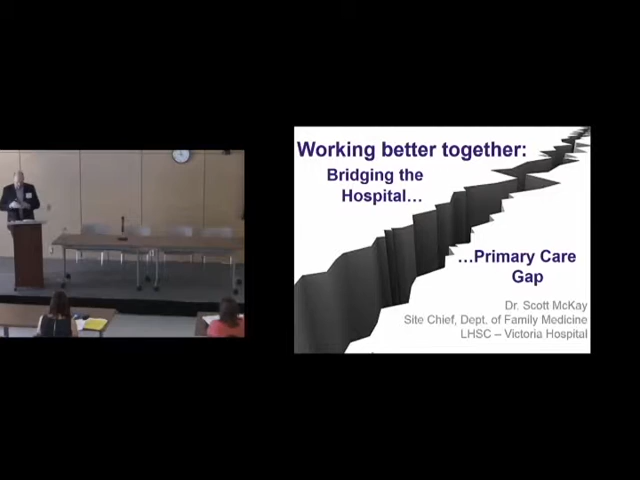 Working better together:
Bridging the
Hospital…
…Primary Care
Gap
Dr. Scott McKay
Site Chief, Dept. of Family Medicine
LHSC – Victoria Hospital